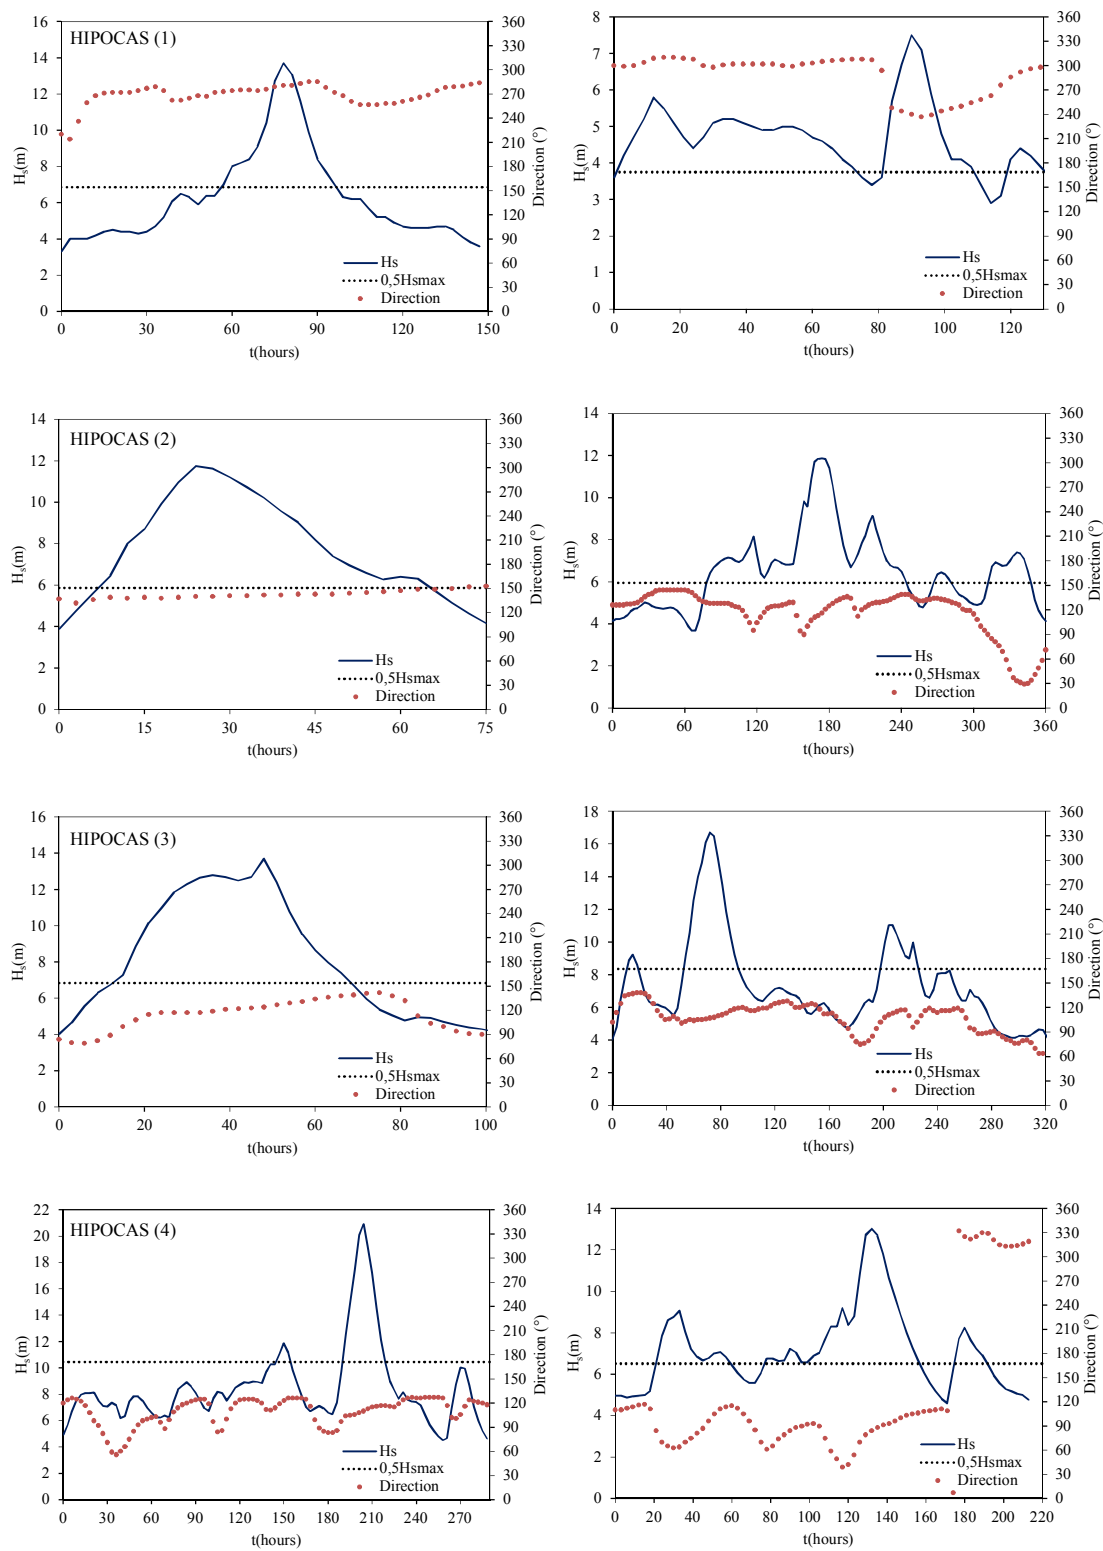 HIPOCAS (1)
16
14
12
10
8
6
4
2
0
Hs(m)
360
330
300
270
240
210
180
150
120
90
60
30
0
Direction (°)
Hs
0,5Hsmax
Direction
0 30 60 90 120 150
t(hours)
8
7
6
5
4
3
2
1
0
Hs(m)
360
330
300
270
240
210
180
150
120
90
60
30
0
Direction (°)
Hs
0,5Hsmax
Direction
0 20 40 60 80 100 120
t(hours)
HIPOCAS (2)
14
12
10
8
6
4
2
0
Hs(m)
360
330
300
270
240
210
180
150
120
90
60
30
0
Direction (°)
Hs
0,5Hsmax
Direction
0 15 30 45 60 75
t(hours)
14
12
10
8
6
4
2
0
Hs(m)
360
330
300
270
240
210
180
150
120
90
60
30
0
Direction (°)
Hs
0,5Hsmax
Direction
0 60 120 180 240 300 360
t(hours)
HIPOCAS (3)
16
14
12
10
8
6
4
2
0
Hs(m)
360
330
300
270
240
210
180
150
120
90
60
30
0
Direction (°)
Hs
0,5Hsmax
Direction
0 20 40 60 80 100
t(hours)
18
16
14
12
10
8
6
4
2
0
Hs(m)
360
330
300
270
240
210
180
150
120
90
60
30
0
Direction (°)
Hs
0,5Hsmax
Direction
0 40 80 120 160 200 240 280 320
t(hours)
HIPOCAS (4)
22
20
18
16
14
12
10
8
6
4
2
0
Hs(m)
360
330
300
270
240
210
180
150
120
90
60
30
0
Direction (°)
Hs
0,5Hsmax
Direction
0 30 60 90 120 150 180 210 240 270
t(hours)
14
12
10
8
6
4
2
0
Hs(m)
360
330
300
270
240
210
180
150
120
90
60
30
0
Direction (°)
Hs
0,5Hsmax
Direction
0 20 40 60 80 100 120 140 160 180 200 220
t(hours)